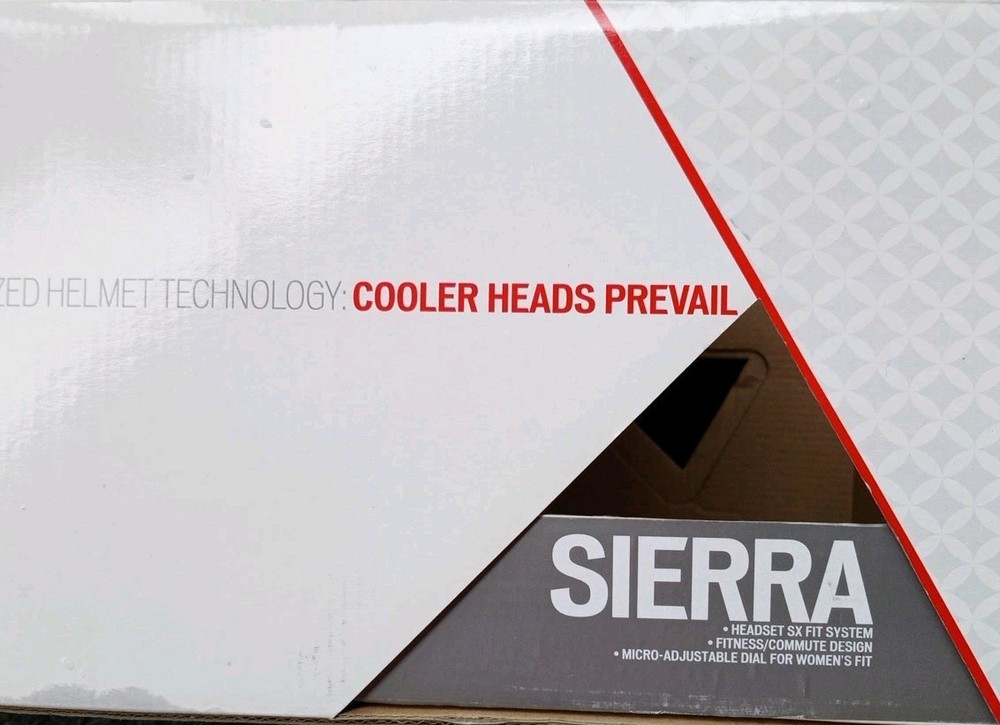 HELMET TECHNOLOGY: COOLER HEADS PREVAIL
SIERRA
• HEADSET SX FIT SYSTEM
• FITNESS/COMMUTE DESIGN
• MICRO-ADJUSTABLE DIAL FOR WOMEN'S FIT